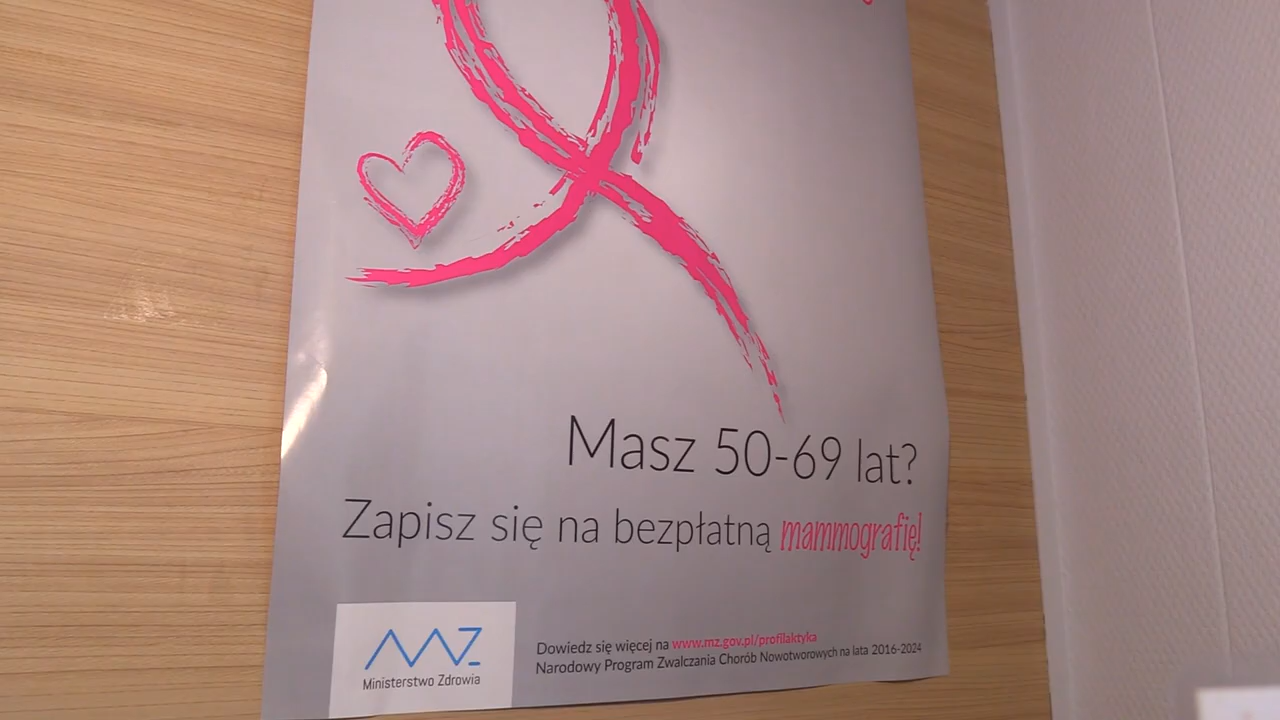 Masz 50-69 lat?
Zapisz się na bezpłatną mammografię!
MZ
Ministerstwo Zdrowia
Dowiedz się więcej na www.mz.gov.pl/profilaktyka
Narodowy Program Zwalczania Chorób Nowotworowych na lata 2016-2024